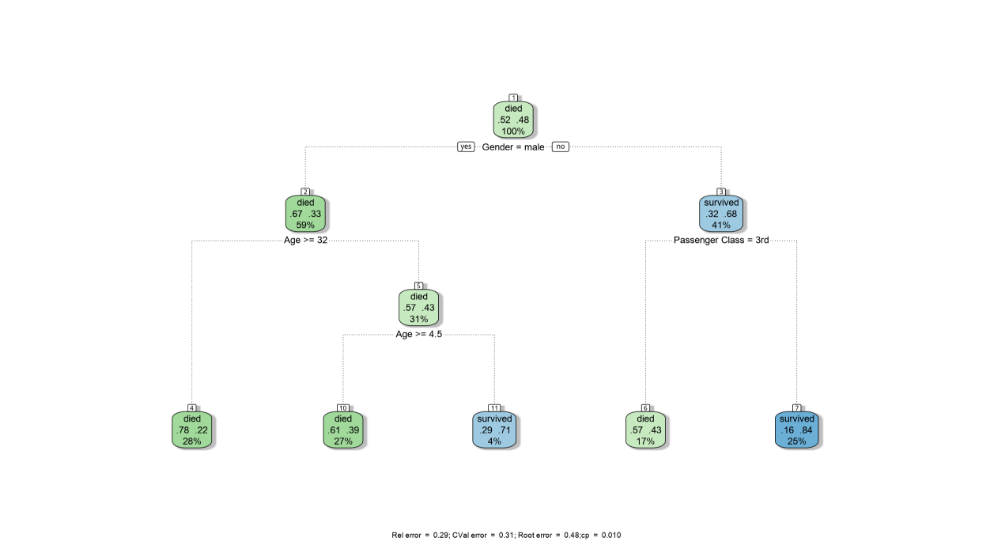 1
died
.52 .48
100%
yes Gender = male no
2
died
.67 .33
59%
Age >= 32
3
survived
.32 .68
41%
Passenger Class = 3rd
5
died
.57 .43
31%
Age >= 4.5
4
died
.78 .22
28%
10
died
.61 .39
27%
11
survived
.29 .71
4%
6
died
.57 .43
17%
7
survived
.16 .84
25%
Rel error = 0.29; CVal error = 0.31; Root error = 0.48;cp = 0.010